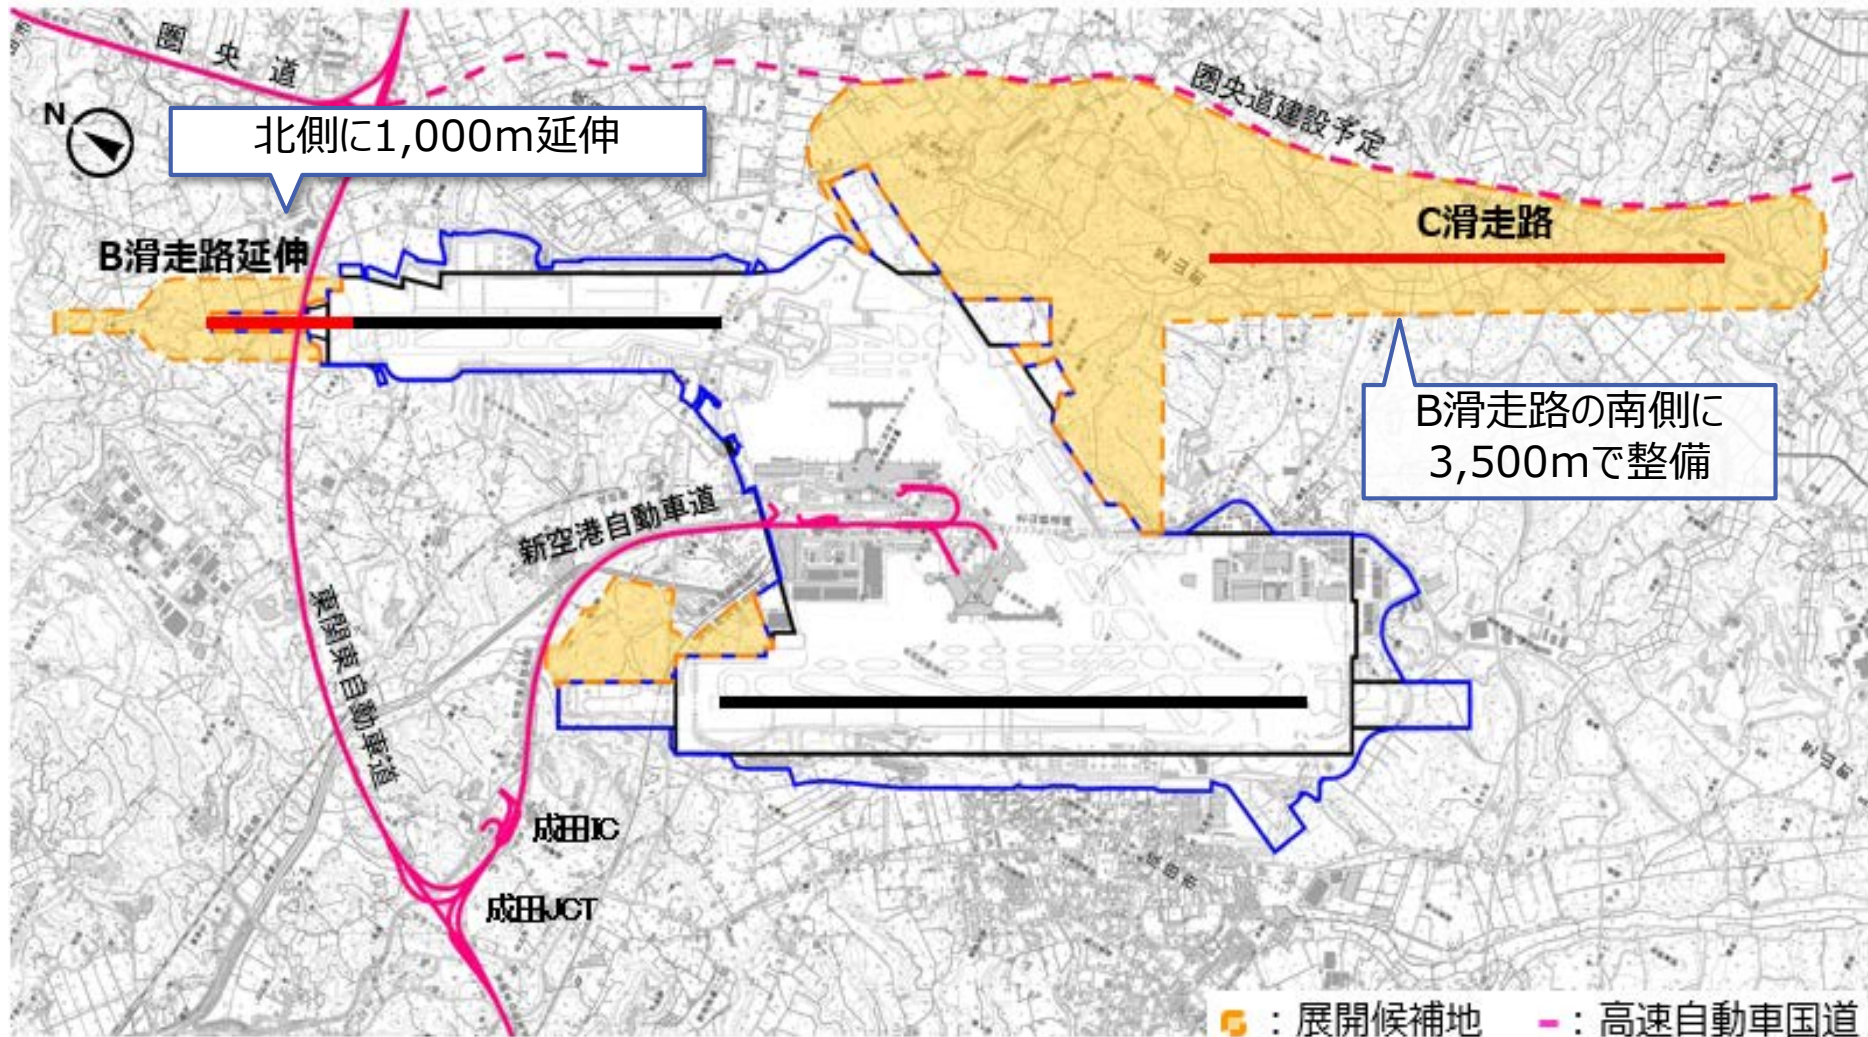 圏央道
N
北側に1,000m延伸
圏央道建設予定
C滑走路
B滑走路延伸
B滑走路の南側に
3,500mで整備
新空港自動車道
東関東自動車道
成田IC
成田JCT
：展開候補地
：高速自動車国道